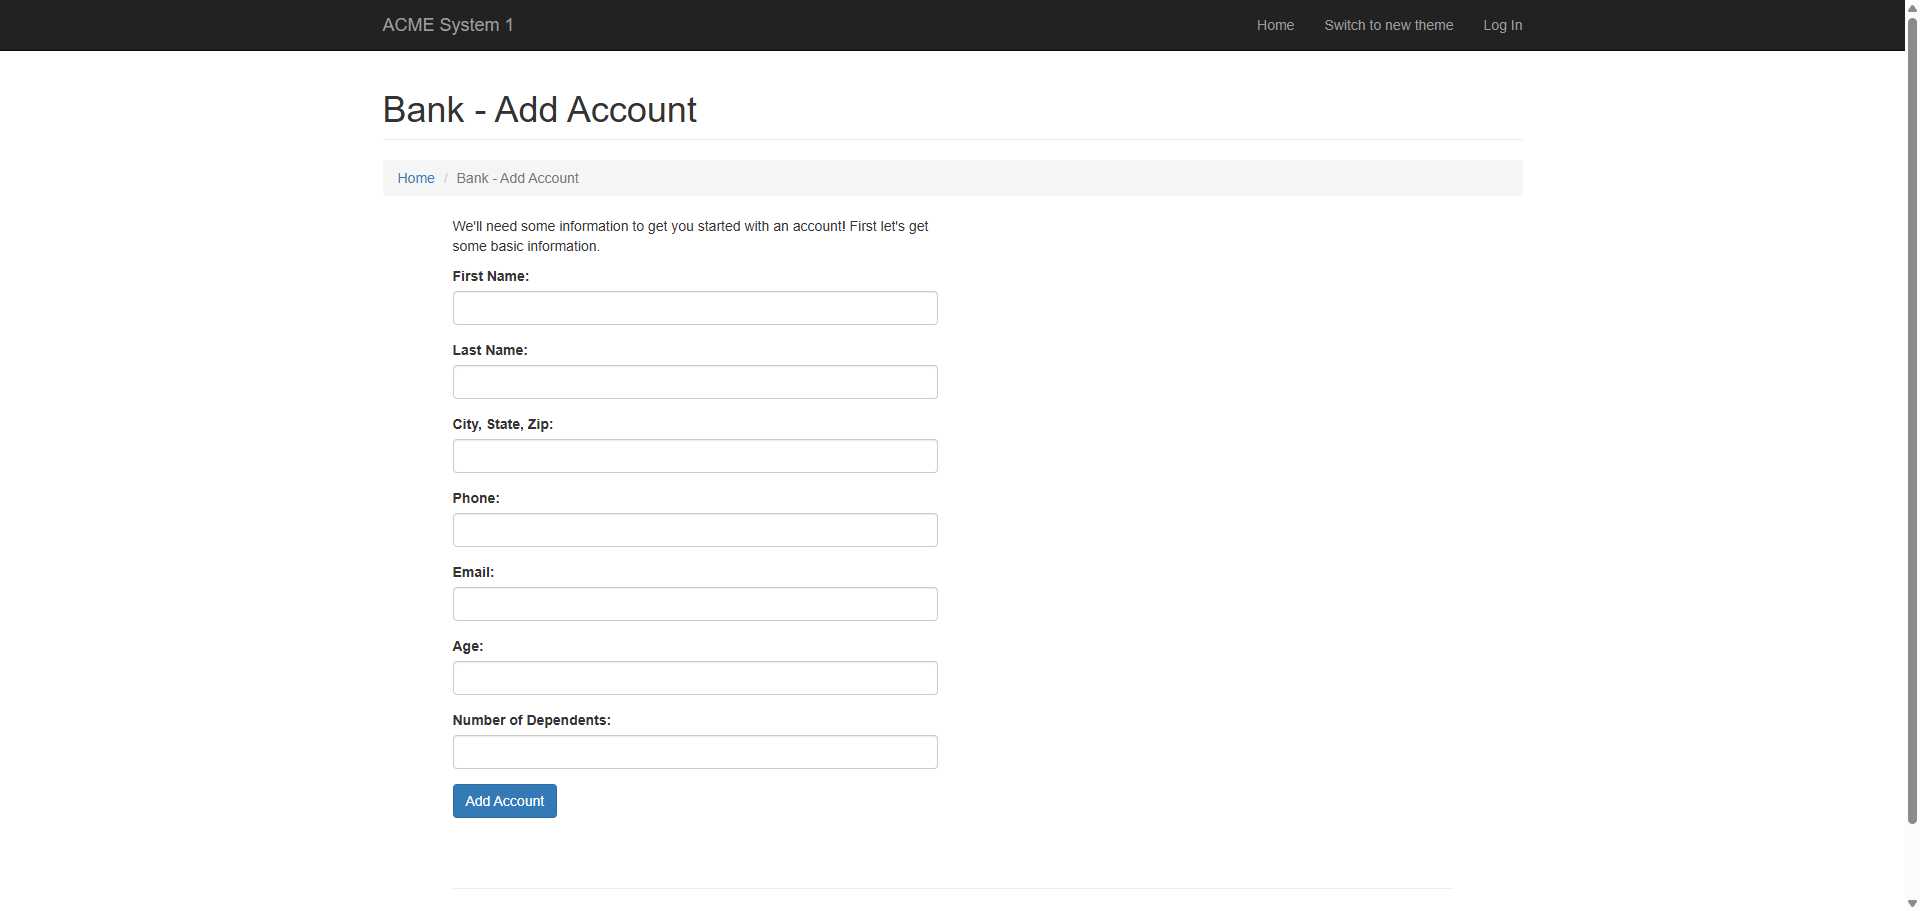 ACME System 1
Home
Switch to new theme
Log In
Bank - Add Account
Home / Bank - Add Account
We'll need some information to get you started with an account! First let's get
some basic information.
First Name:
Last Name:
City, State, Zip:
Phone:
Email:
Age:
Number of Dependents:
Add Account